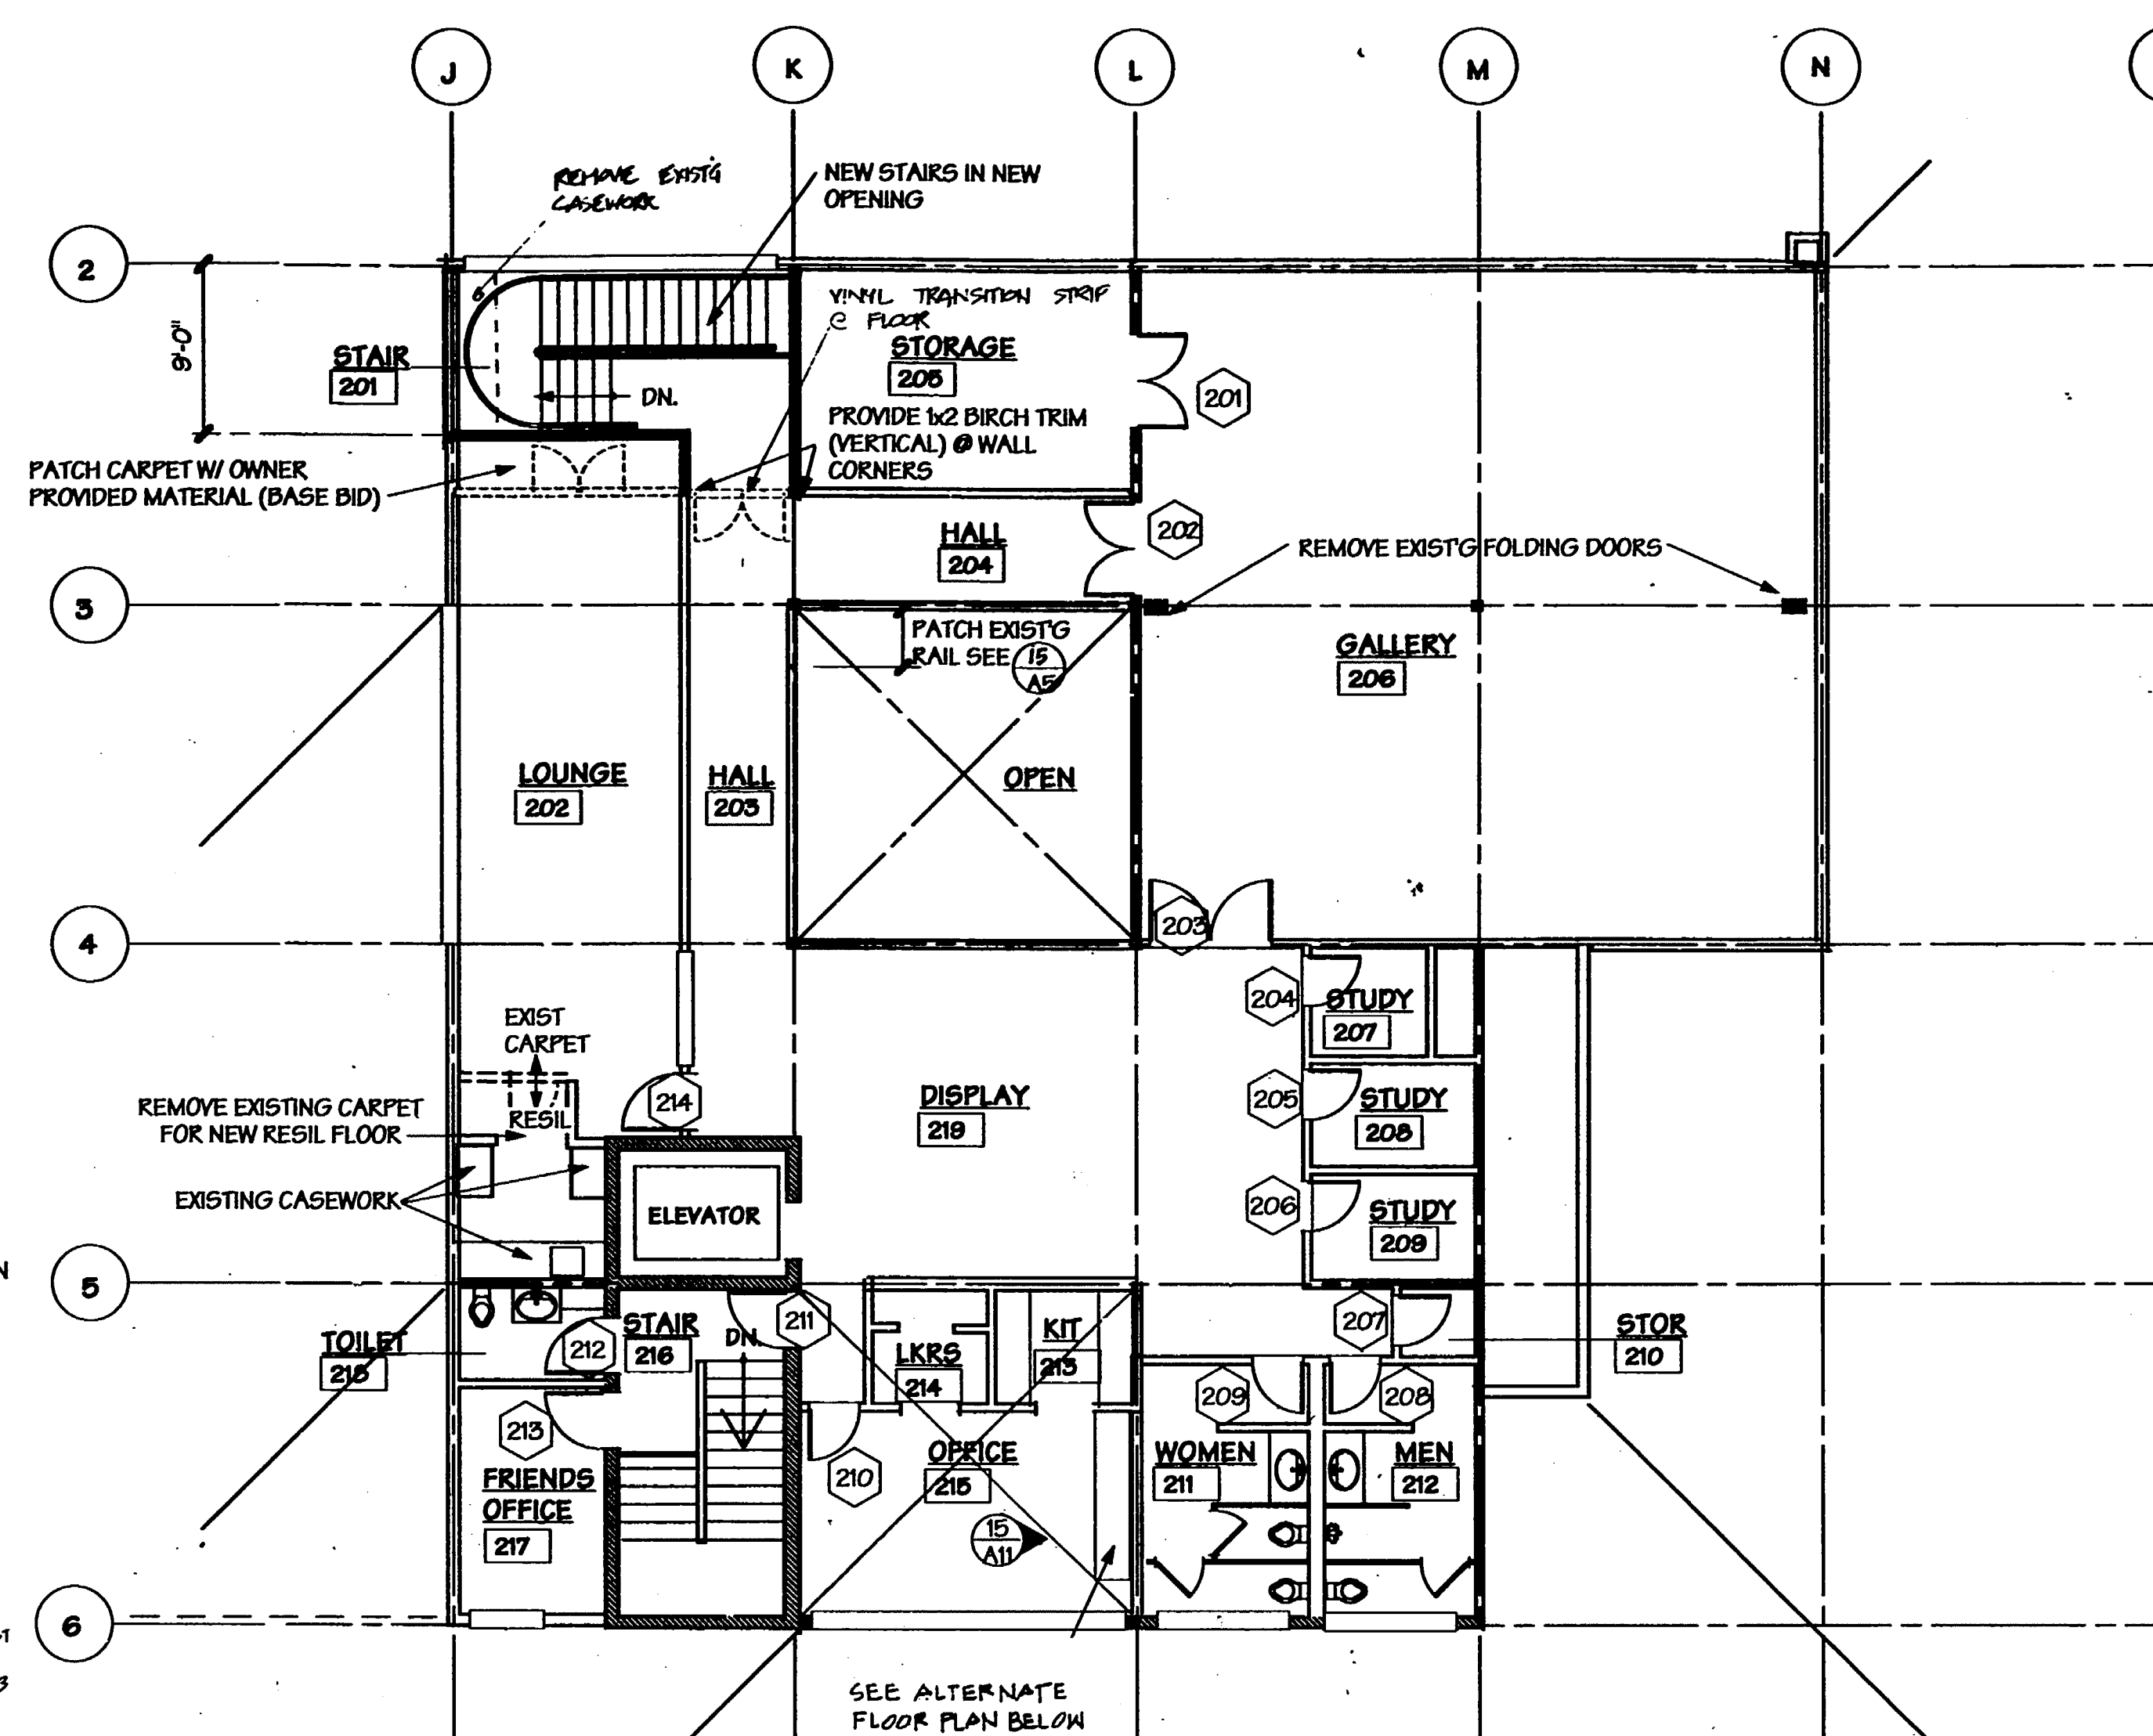 J
K
L
M
N
REMOVE EXIST'G
CASEWORK
NEW STAIRS IN NEW
OPENING
2
9'-0"
VINYL TRANSITION STRIP
@ FLOOR
STAIR
201
STORAGE
205
DN.
201
PROVIDE 1x2 BIRCH TRIM
(VERTICAL) @ WALL
CORNERS
PATCH CARPET W/ OWNER
PROVIDED MATERIAL (BASE BID)
HALL
204
202
REMOVE EXIST'G FOLDING DOORS
3
PATCH EXIST'G
RAIL SEE
15
A5
GALLERY
206
LOUNGE
202
HALL
203
OPEN
4
203
EXIST
CARPET
RESIL
204
STUDY
207
REMOVE EXISTING CARPET
FOR NEW RESIL FLOOR
214
DISPLAY
219
205
STUDY
208
EXISTING CASEWORK
ELEVATOR
206
STUDY
209
N
5
TOILET
218
212
STAIR
216
DN.
211
LKRS
214
KIT
213
207
STOR
210
213
FRIENDS
OFFICE
217
210
OFFICE
215
15
A11
209
208
WOMEN
211
MEN
212
6
3
SEE ALTERNATE
FLOOR PLAN BELOW